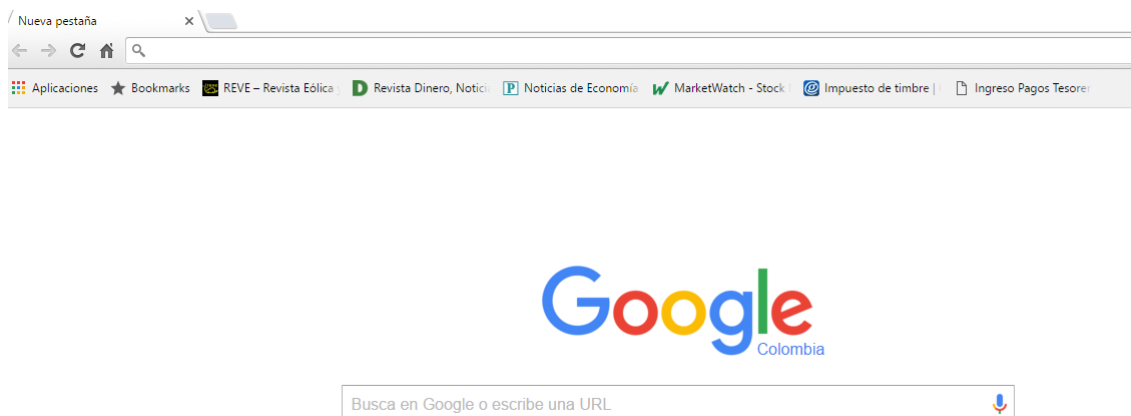 Nueva pestaña
Aplicaciones Bookmarks REVE – Revista Eólica Revista Dinero, Notici Noticias de Economía MarketWatch - Stock Impuesto de timbre | Ingreso Pagos Tesorer
Google
Colombia
Busca en Google o escribe una URL